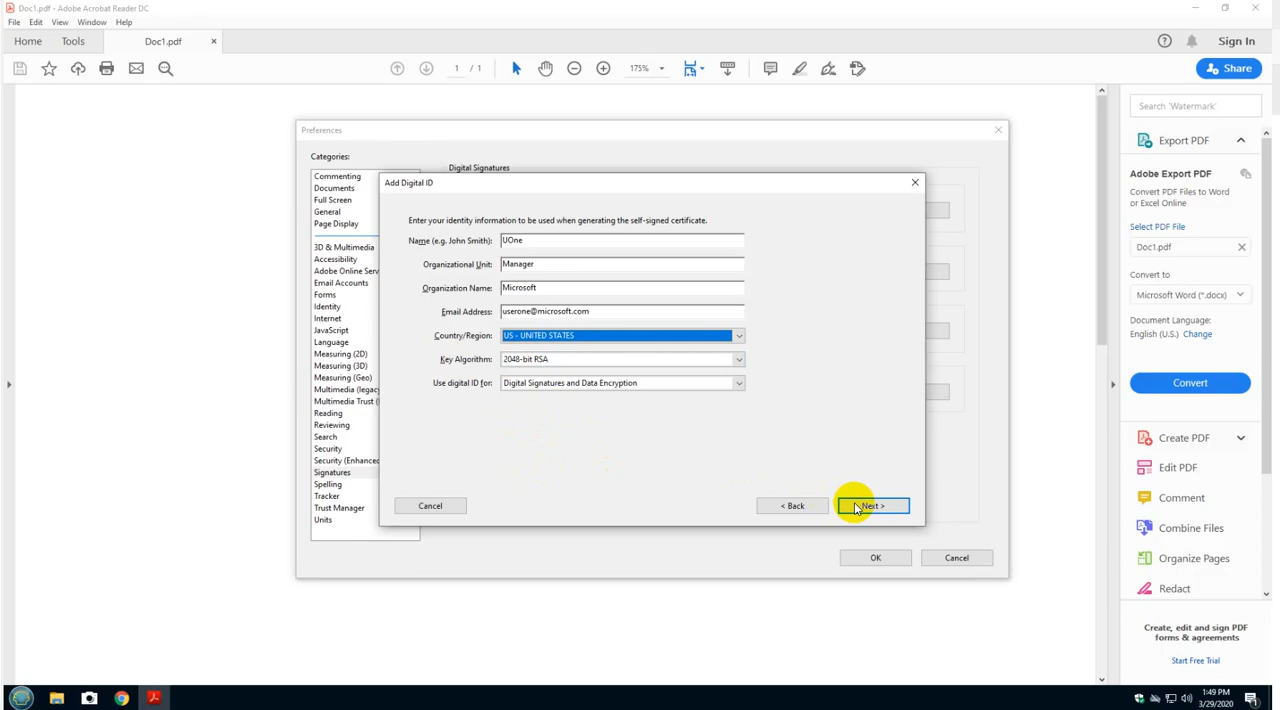 Doc1.pdf - Adobe Acrobat Reader DC
File Edit View Window Help
Home Tools Doc1.pdf × Sign In
1 / 1 175% Share
Search 'Watermark'
Export PDF
Adobe Export PDF
Convert PDF Files to Word
or Excel Online
Select PDF File
Doc1.pdf
Convert to
Microsoft Word (*.docx)
Document Language:
English (U.S.) Change
Convert
Create PDF
Edit PDF
Comment
Combine Files
Organize Pages
Redact
Create, edit and sign PDF
forms & agreements
Start Free Trial
Preferences
Categories:
Commenting
Documents
Full Screen
General
Page Display
3D & Multimedia
Accessibility
Adobe Online Serv
Email Accounts
Forms
Identity
Internet
JavaScript
Language
Measuring (2D)
Measuring (3D)
Measuring (Geo)
Multimedia (legacy
Multimedia Trust (
Reading
Reviewing
Search
Security
Security (Enhanced
Signatures
Spelling
Tracker
Trust Manager
Units
Digital Signatures
Add Digital ID
Enter your identity information to be used when generating the self-signed certificate.
Name (e.g. John Smith): UOne
Organizational Unit: Manager
Organization Name: Microsoft
Email Address: userone@microsoft.com
Country/Region: US - UNITED STATES
Key Algorithm: 2048-bit RSA
Use digital ID for: Digital Signatures and Data Encryption
Cancel < Back Next >
OK Cancel
1:49 PM
3/29/2020